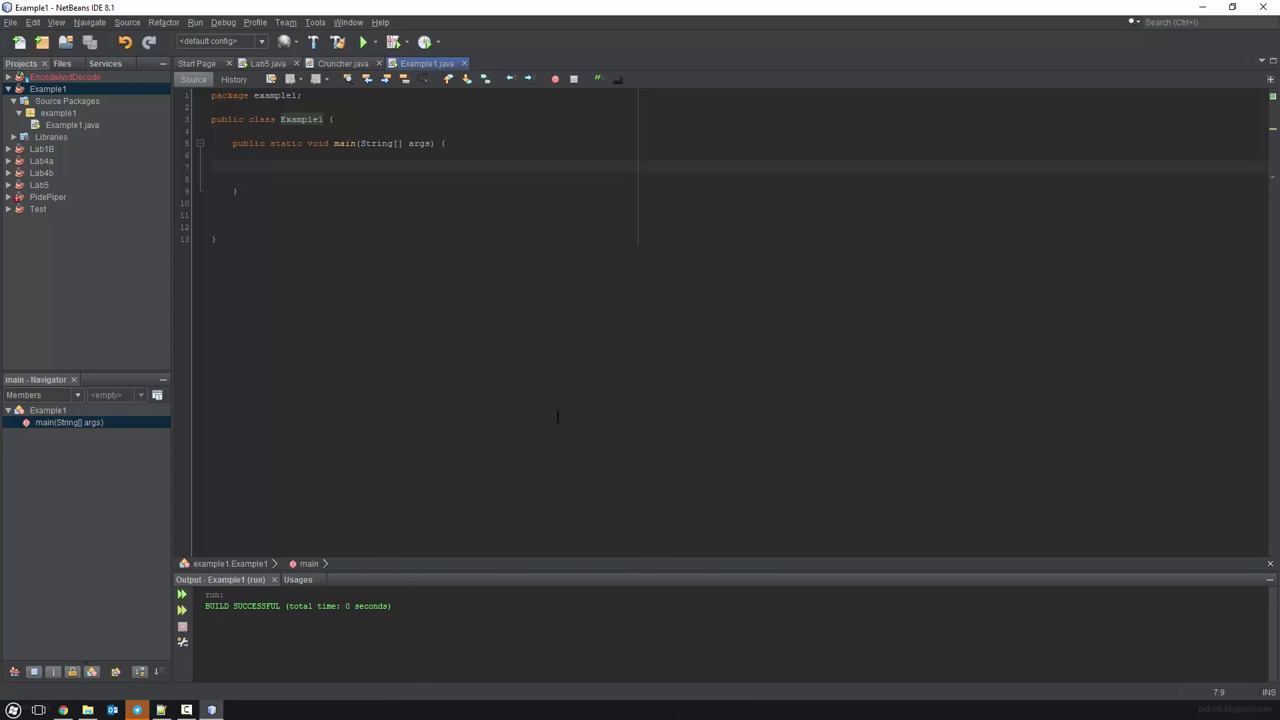 Example1 - NetBeans IDE 8.1
File Edit View Navigate Source Refactor Run Debug Profile Team Tools Window Help
Search (Ctrl+I)
<default config>
Projects Files Services
Start Page Lab5.java Cruncher.java Example1.java
Source History
EncodeAndDecode
Example1
Source Packages
example1
Example1.java
Libraries
Lab1B
Lab4a
Lab4b
Lab5
PidePiper
Test
1 package example1;
2
3 public class Example1 {
4
5 public static void main(String[] args) {
6
7
8
9 }
10
11
12
13 }
main - Navigator
Members <empty>
Example1
main(String[] args)
example1.Example1 main
Output - Example1 (run) Usages
run:
BUILD SUCCESSFUL (total time: 0 seconds)
7:9 INS